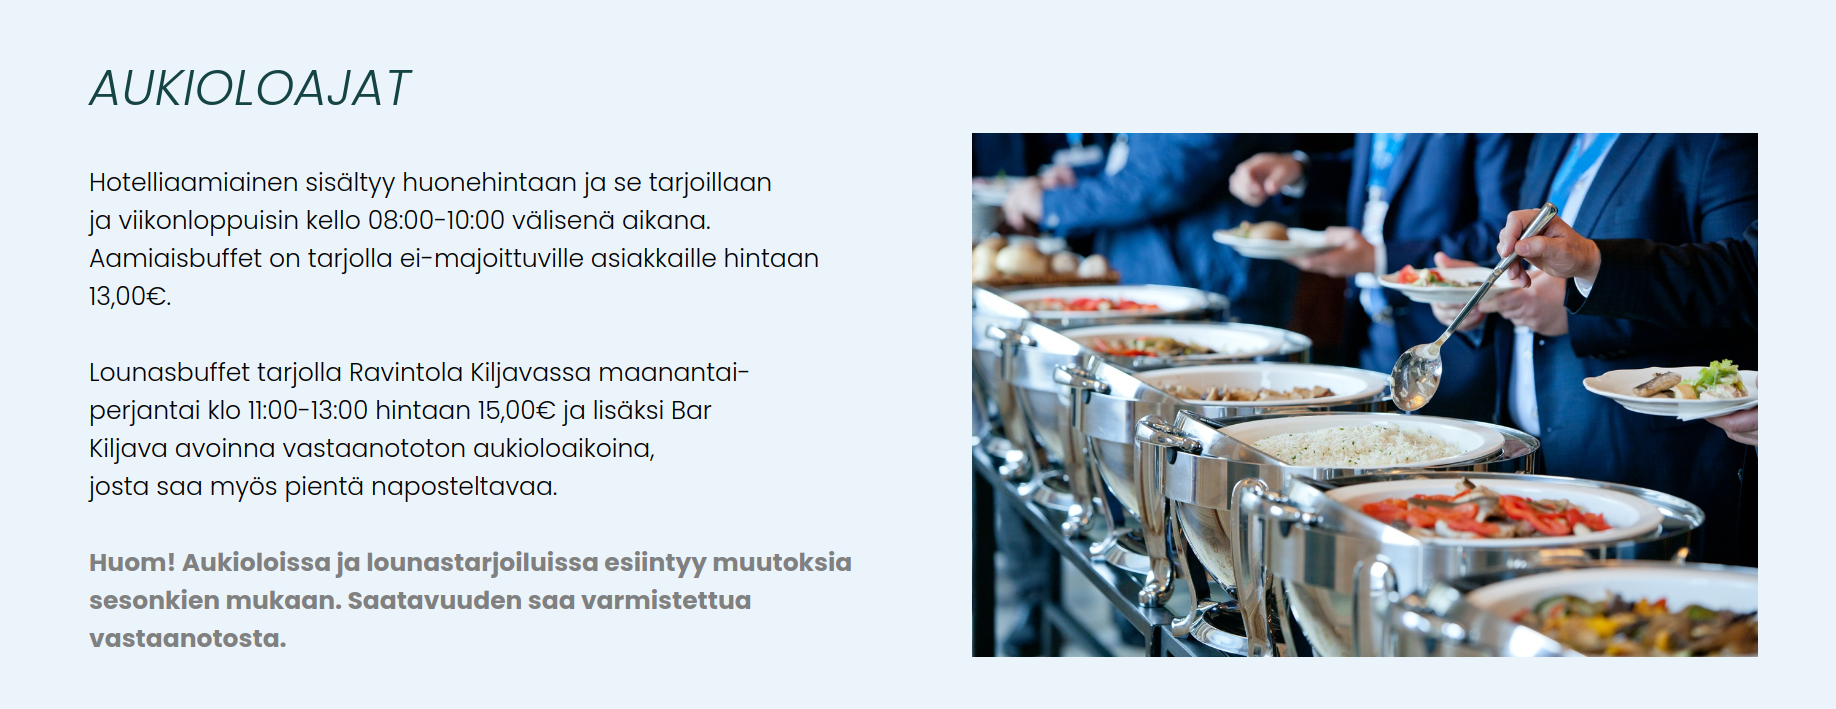 AUKIOLOAJAT
Hotelliaamiainen sisältyy huonehintaan ja se tarjoillaan
ja viikonloppuisin kello 08:00-10:00 välisenä aikana.
Aamiaisbuffet on tarjolla ei-majoittuville asiakkaille hintaan
13,00€.
Lounasbuffet tarjolla Ravintola Kiljavassa maanantai-
perjantai klo 11:00-13:00 hintaan 15,00€ ja lisäksi Bar
Kiljava avoinna vastaanototon aukioloaikoina,
josta saa myös pientä naposteltavaa.
Huom! Aukioloissa ja lounastarjoiluissa esiintyy muutoksia
sesonkien mukaan. Saatavuuden saa varmistettua
vastaanotosta.